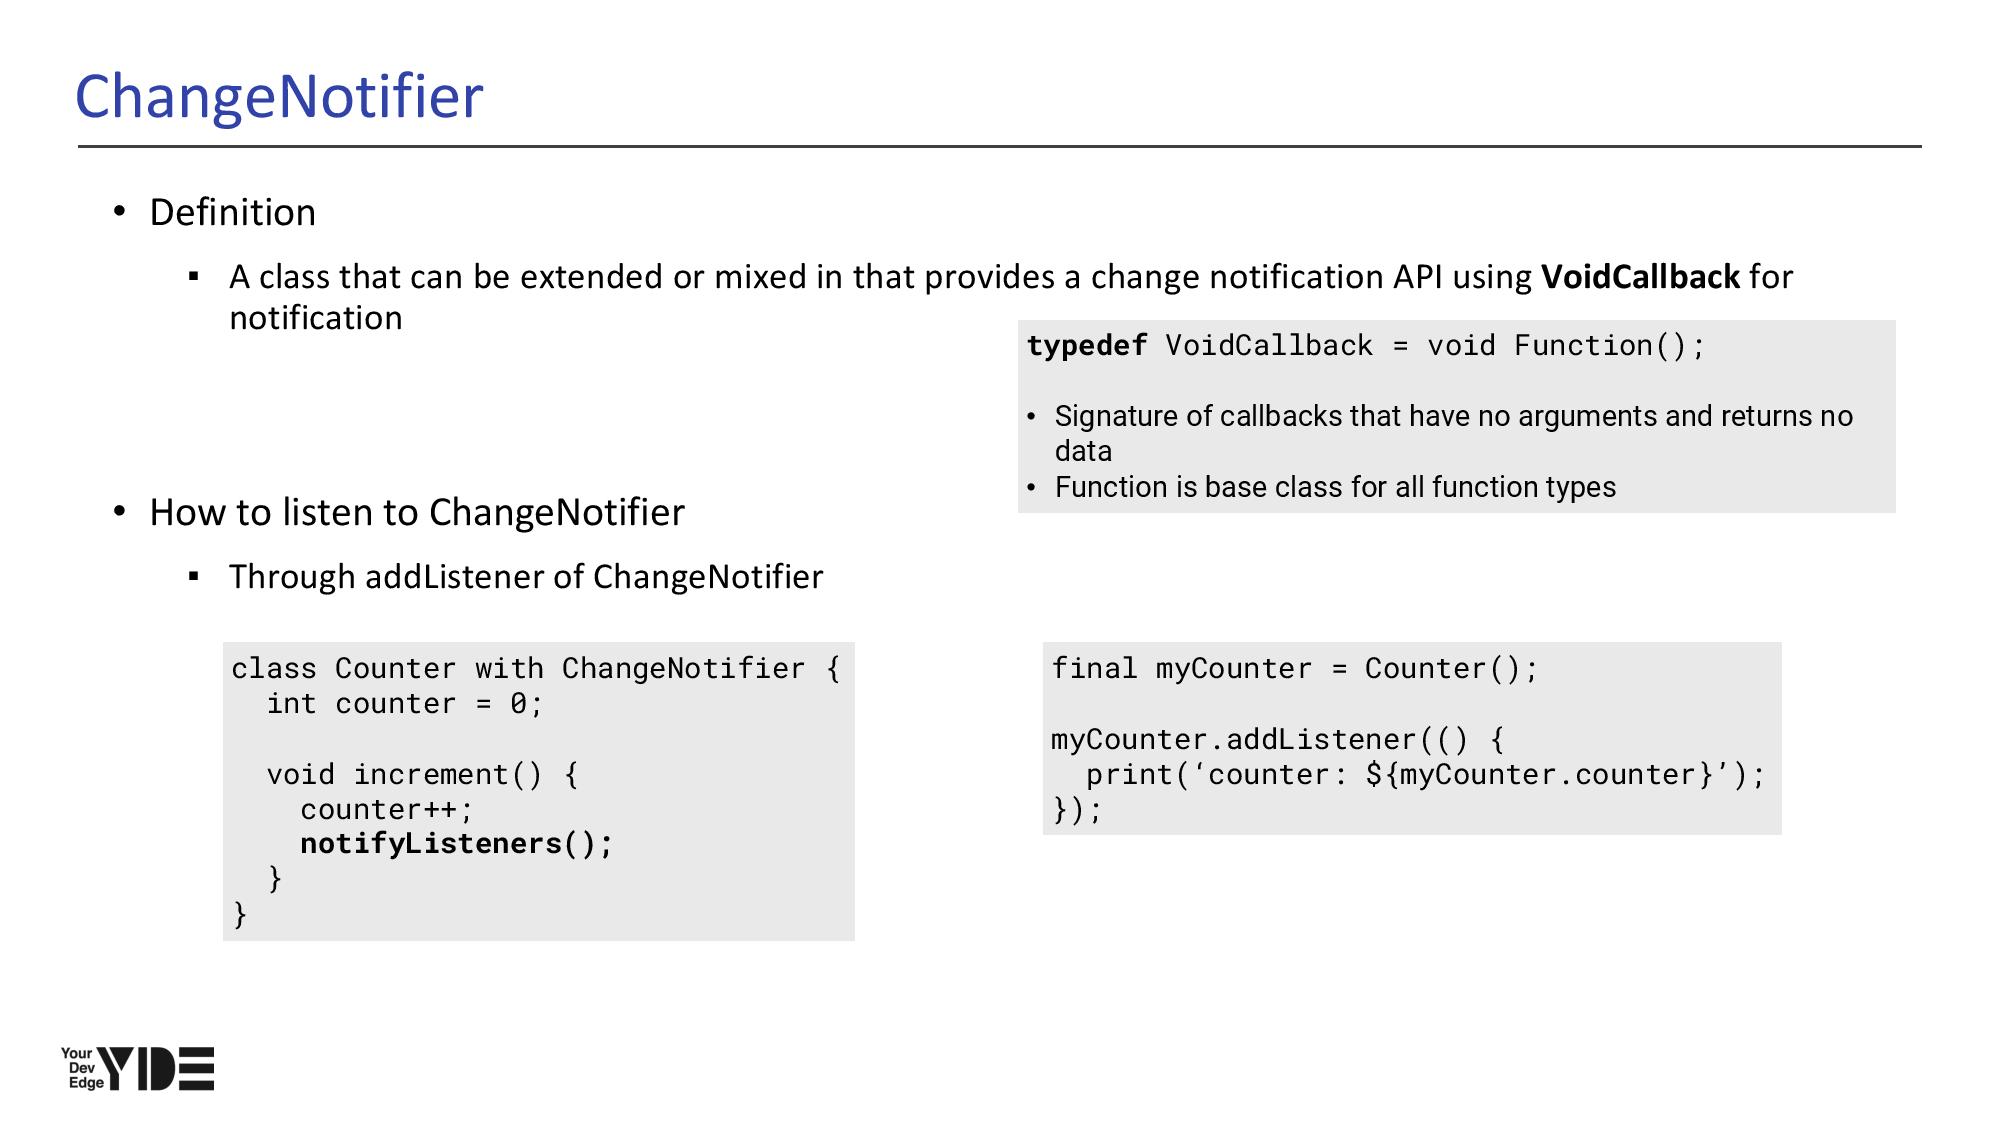 ChangeNotifier
• Definition
▪ A class that can be extended or mixed in that provides a change notification API using VoidCallback for
notification
typedef VoidCallback = void Function();
• Signature of callbacks that have no arguments and returns no
data
• Function is base class for all function types
• How to listen to ChangeNotifier
▪ Through addListener of ChangeNotifier
class Counter with ChangeNotifier {
  int counter = 0;
  void increment() {
    counter++;
    notifyListeners();
  }
}
final myCounter = Counter();
myCounter.addListener(() {
  print(‘counter: ${myCounter.counter}’);
});
Your
Dev
Edge
YDE